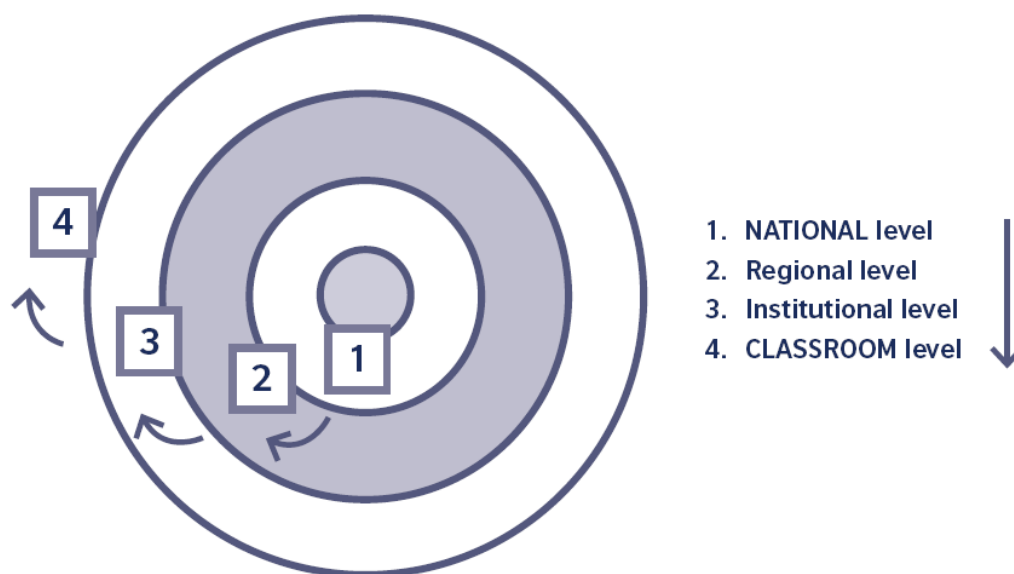 4
3
2
1
1. NATIONAL level
2. Regional level
3. Institutional level
4. CLASSROOM level